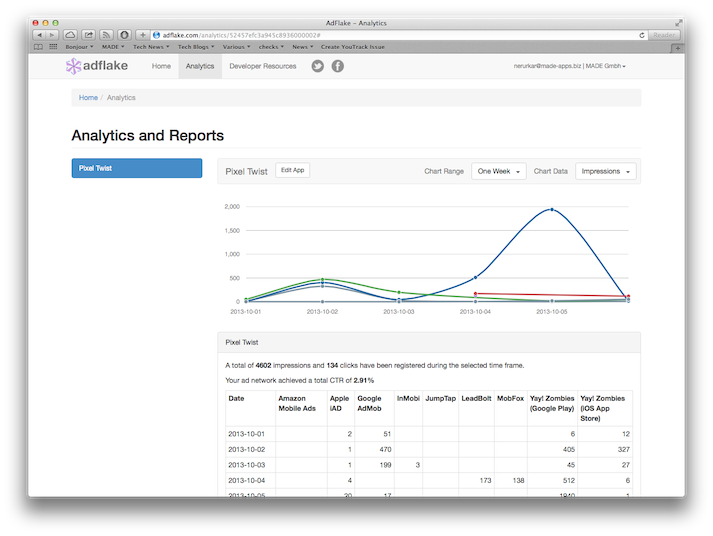 AdFlake – Analytics
adflake.com/analytics/52457efc3a945c8936000002#
Reader
Bonjour MADE Tech News Tech Blogs Various checks News Create YouTrack Issue
adflake Home Analytics Developer Resources nerurkar@made-apps.biz | MADE Gmbh
Home / Analytics
Analytics and Reports
Pixel Twist
Pixel Twist Edit App Chart Range One Week Chart Data Impressions
2,000
1,500
1,000
500
0
2013-10-01 2013-10-02 2013-10-03 2013-10-04 2013-10-05
Pixel Twist
A total of 4602 impressions and 134 clicks have been registered during the selected time frame.
Your ad network achieved a total CTR of 2.91%
Date Amazon Apple Google InMobi JumpTap LeadBolt MobFox Yay! Zombies Yay! Zombies
Mobile Ads iAD AdMob (Google Play) (iOS App
Store)
2013-10-01 2 51 6 12
2013-10-02 1 470 405 327
2013-10-03 1 199 3 45 27
2013-10-04 4 173 138 512 6
2013-10-05 20 17 1940 1